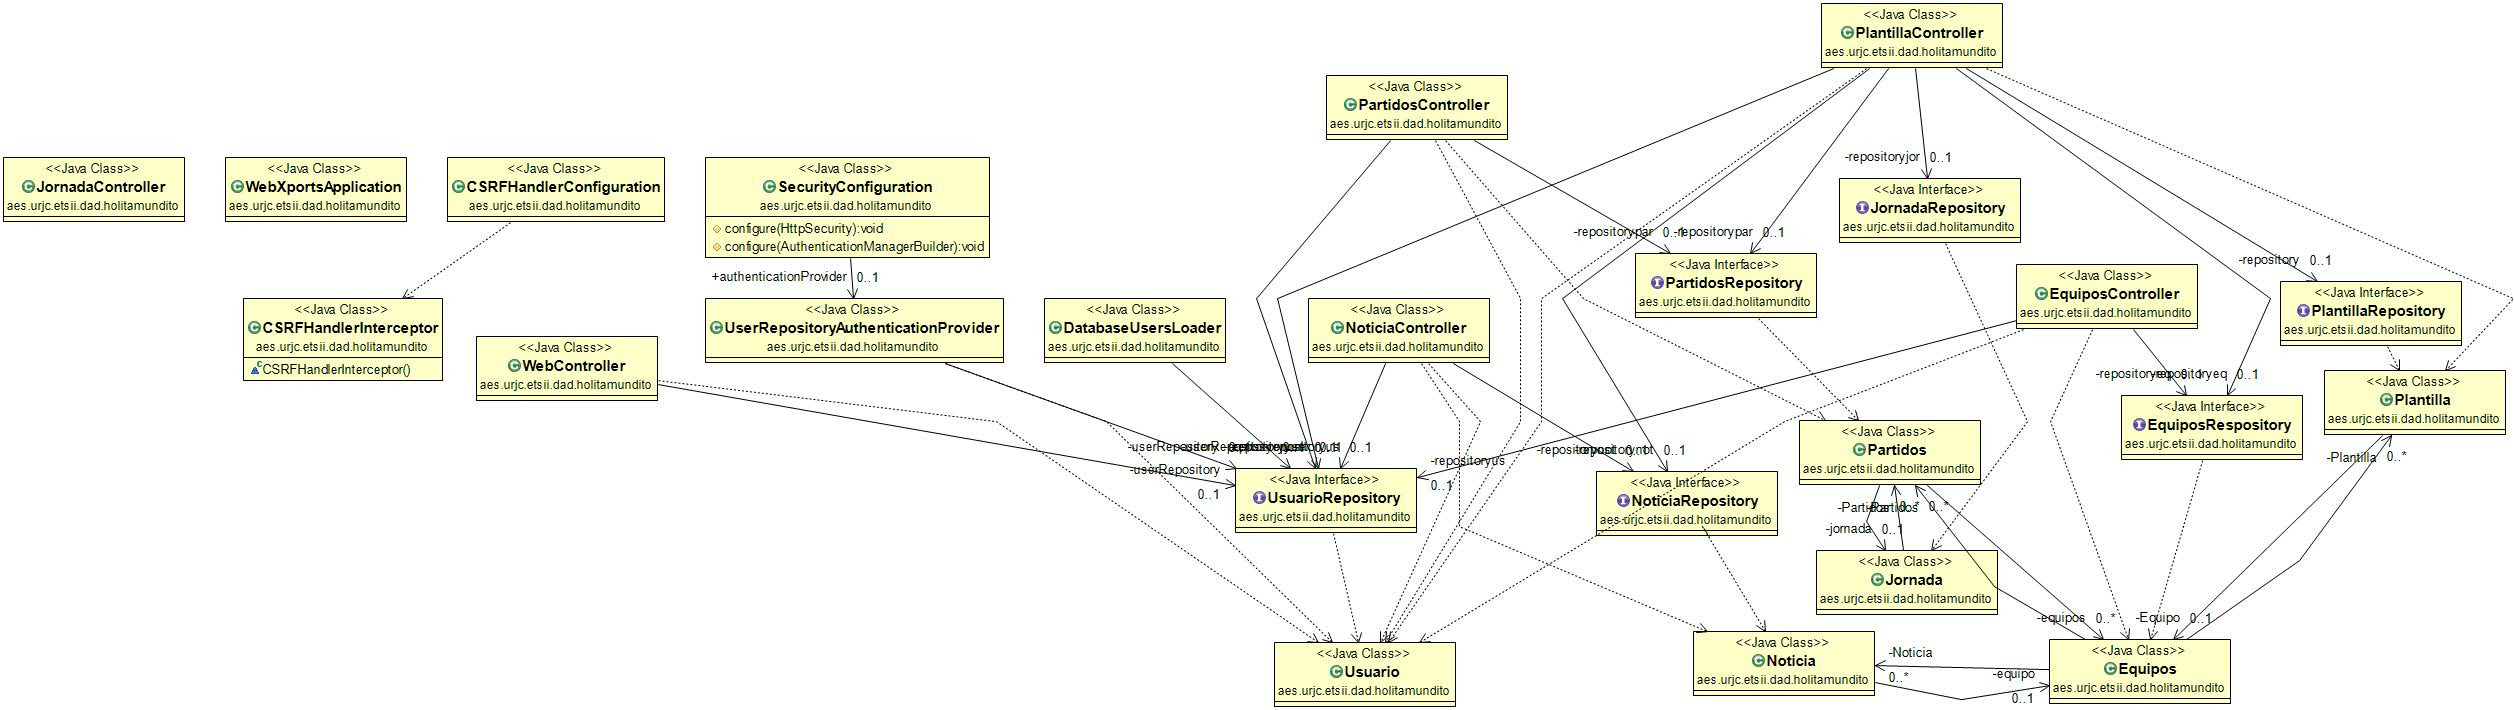 <<Java Class>>
PlantillaController
aes.urjc.etsii.dad.holitamundito
<<Java Class>>
PartidosController
aes.urjc.etsii.dad.holitamundito
<<Java Class>>
JornadaController
aes.urjc.etsii.dad.holitamundito
<<Java Class>>
WebXportsApplication
aes.urjc.etsii.dad.holitamundito
<<Java Class>>
CSRFHandlerConfiguration
aes.urjc.etsii.dad.holitamundito
<<Java Class>>
SecurityConfiguration
aes.urjc.etsii.dad.holitamundito
configure(HttpSecurity):void
configure(AuthenticationManagerBuilder):void
+authenticationProvider 0..1
-repositoryjor 0..1
<<Java Interface>>
JornadaRepository
aes.urjc.etsii.dad.holitamundito
-repositorypar 0..1
-repositorypar 0..1
<<Java Interface>>
PartidosRepository
aes.urjc.etsii.dad.holitamundito
<<Java Class>>
EquiposController
aes.urjc.etsii.dad.holitamundito
-repository 0..1
<<Java Interface>>
PlantillaRepository
aes.urjc.etsii.dad.holitamundito
<<Java Class>>
CSRFHandlerInterceptor
aes.urjc.etsii.dad.holitamundito
CSRFHandlerInterceptor()
<<Java Class>>
WebController
aes.urjc.etsii.dad.holitamundito
<<Java Class>>
UserRepositoryAuthenticationProvider
aes.urjc.etsii.dad.holitamundito
<<Java Class>>
DatabaseUsersLoader
aes.urjc.etsii.dad.holitamundito
<<Java Class>>
NoticiaController
aes.urjc.etsii.dad.holitamundito
-repositoryeq 0..1
-repositoryeq 0..1
<<Java Class>>
Plantilla
aes.urjc.etsii.dad.holitamundito
<<Java Interface>>
EquiposRespository
aes.urjc.etsii.dad.holitamundito
<<Java Class>>
Partidos
aes.urjc.etsii.dad.holitamundito
-userRepository
0..1
-userRepository
0..1
-repositoryus
0..1
0..1
<<Java Interface>>
UsuarioRepository
aes.urjc.etsii.dad.holitamundito
<<Java Interface>>
NoticiaRepository
aes.urjc.etsii.dad.holitamundito
-Plantilla 0..*
-Partidos 0..*
-Partidos 0..*
-jornada 0..1
<<Java Class>>
Jornada
aes.urjc.etsii.dad.holitamundito
-equipos 0..*
-Equipo 0..1
<<Java Class>>
Usuario
aes.urjc.etsii.dad.holitamundito
<<Java Class>>
Noticia
aes.urjc.etsii.dad.holitamundito
-Noticia
0..*
-equipo
0..1
<<Java Class>>
Equipos
aes.urjc.etsii.dad.holitamundito